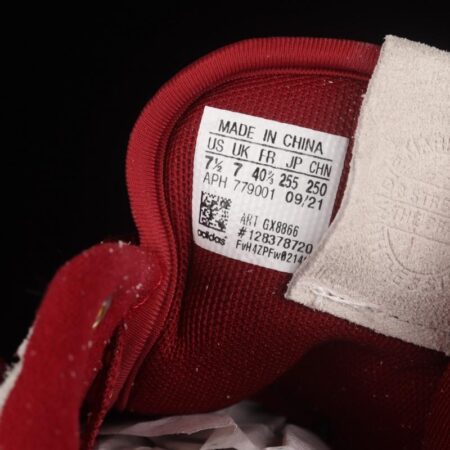 MADE IN CHINA
US UK FR JP CHN
7½ 7 40⅔ 255 250
APH 779001 09/21
ART GX8866
#128378720
adidas